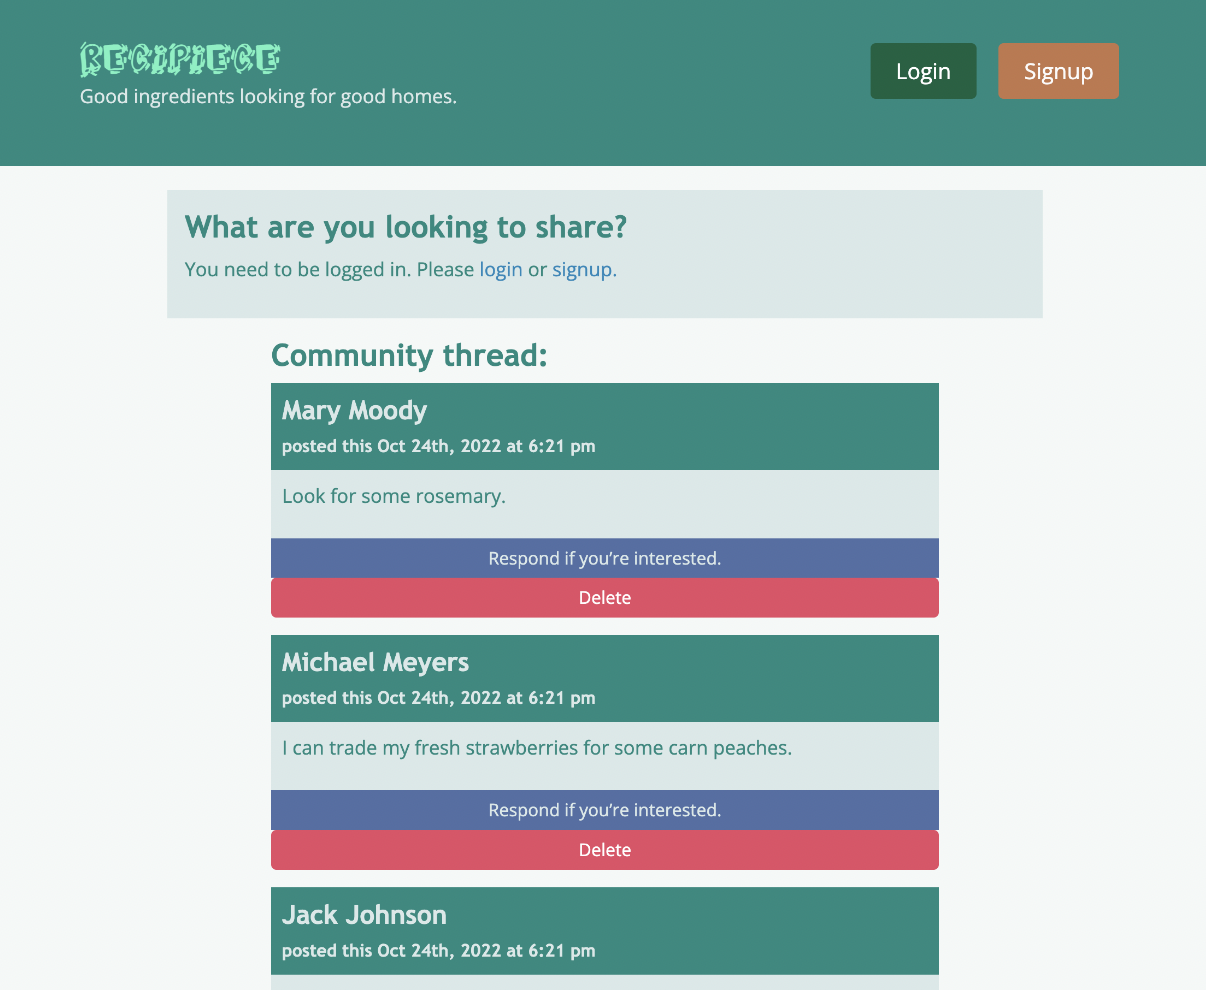 RECIPIECE
Good ingredients looking for good homes.
Login
Signup
What are you looking to share?
You need to be logged in. Please login or signup.
Community thread:
Mary Moody
posted this Oct 24th, 2022 at 6:21 pm
Look for some rosemary.
Respond if you’re interested.
Delete
Michael Meyers
posted this Oct 24th, 2022 at 6:21 pm
I can trade my fresh strawberries for some carn peaches.
Respond if you’re interested.
Delete
Jack Johnson
posted this Oct 24th, 2022 at 6:21 pm